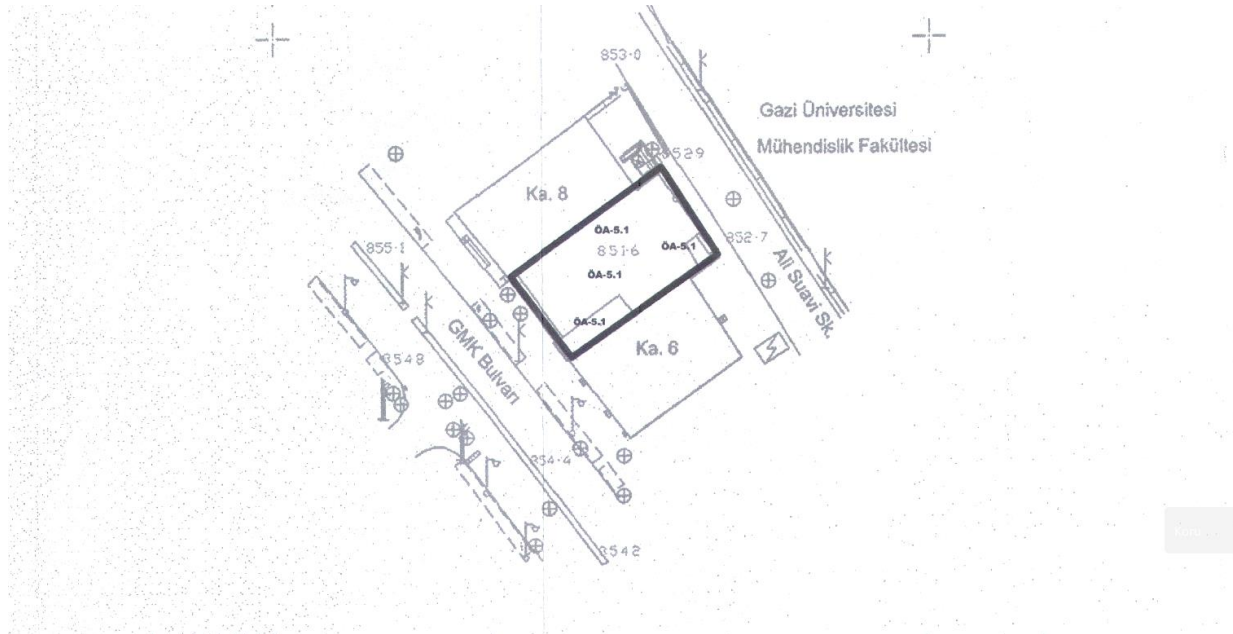 853·0
Gazi Üniversitesi
Mühendislik Fakültesi
8529
Ka. 8
ÖA-5.1
851·6
ÖA-5.1
852·7
855·1
ÖA-5.1
Ali Suavi Sk.
ÖA-5.1
GMK Bulvarı
Ka. 6
8548
854·4
8542